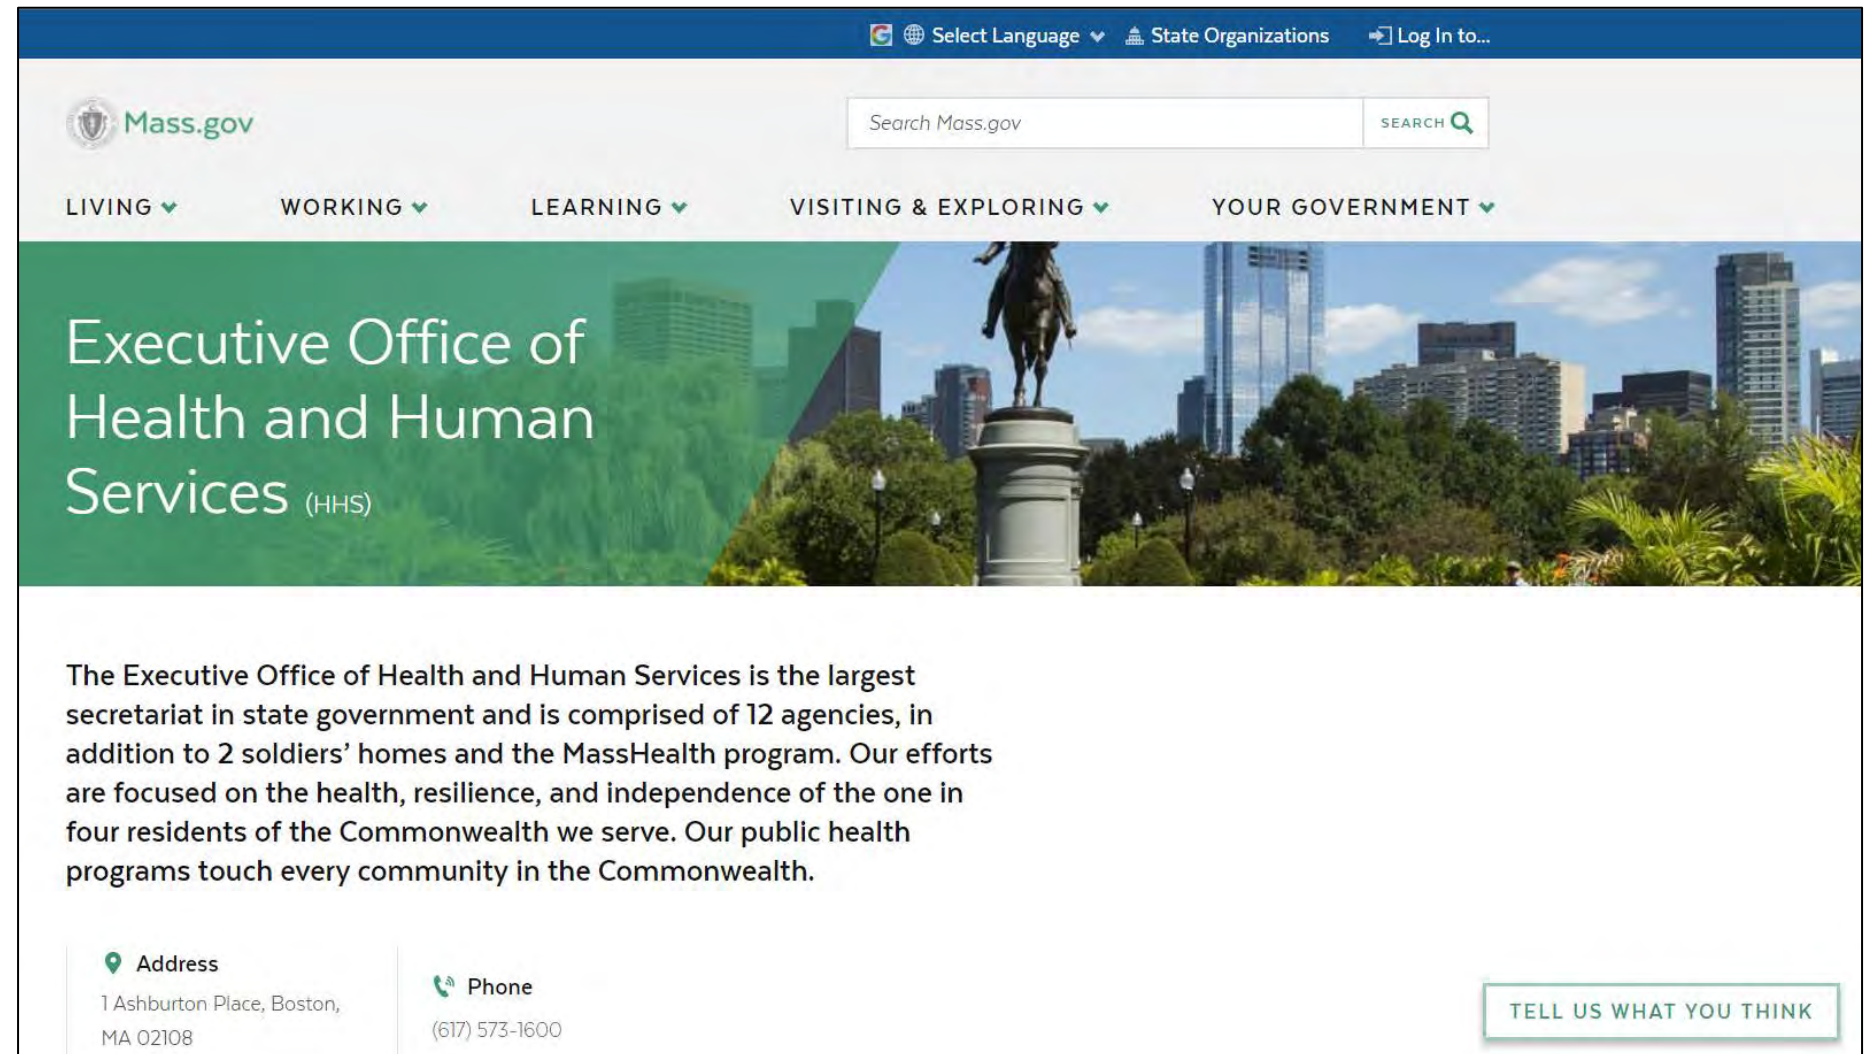 Select Language
State Organizations
Log In to...
Mass.gov
Search Mass.gov
SEARCH
LIVING
WORKING
LEARNING
VISITING & EXPLORING
YOUR GOVERNMENT
Executive Office of
Health and Human
Services (HHS)
The Executive Office of Health and Human Services is the largest
secretariat in state government and is comprised of 12 agencies, in
addition to 2 soldiers’ homes and the MassHealth program. Our efforts
are focused on the health, resilience, and independence of the one in
four residents of the Commonwealth we serve. Our public health
programs touch every community in the Commonwealth.
Address
1 Ashburton Place, Boston,
MA 02108
Phone
(617) 573-1600
TELL US WHAT YOU THINK